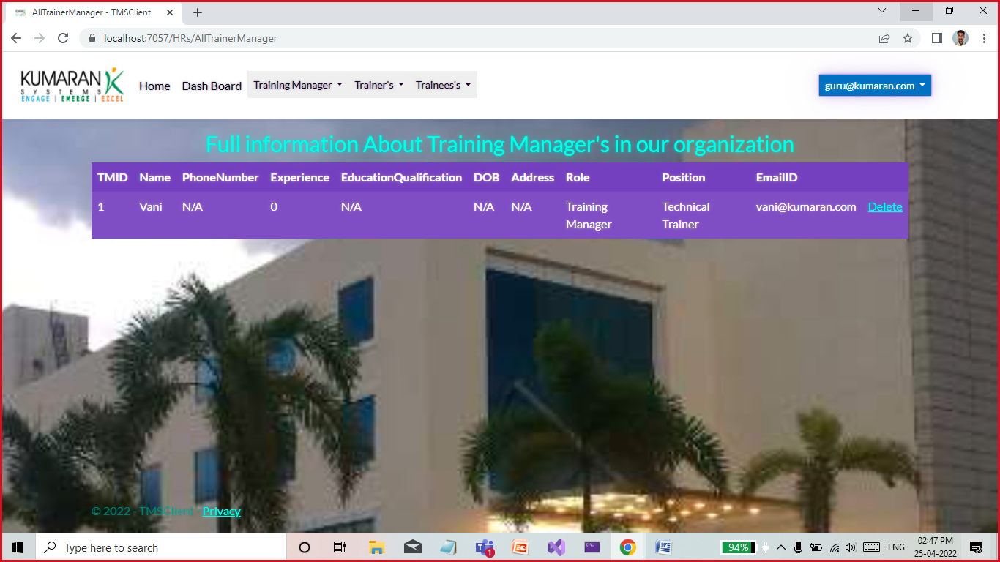 AllTrainerManager - TMSClient
localhost:7057/HRs/AllTrainerManager
KUMARAN
SYSTEMS
ENGAGE | EMERGE | EXCEL
Home Dash Board Training Manager Trainer's Trainees's guru@kumaran.com
Full information About Training Manager's in our organization
TMID Name PhoneNumber Experience EducationQualification DOB Address Role Position EmailID
1 Vani N/A 0 N/A N/A N/A Training Manager Technical Trainer vani@kumaran.com Delete
© 2022 - TMSClient - Privacy
Type here to search
1
94%
ENG
02:47 PM
25-04-2022